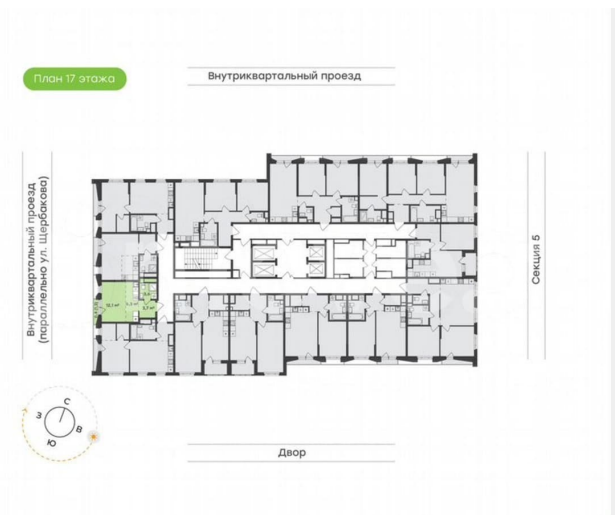 План 17 этажа
Внутриквартальный проезд
Внутриквартальный проезд
(параллельно ул. Щербакова)
Секция 5
С
З
В
Ю
Двор